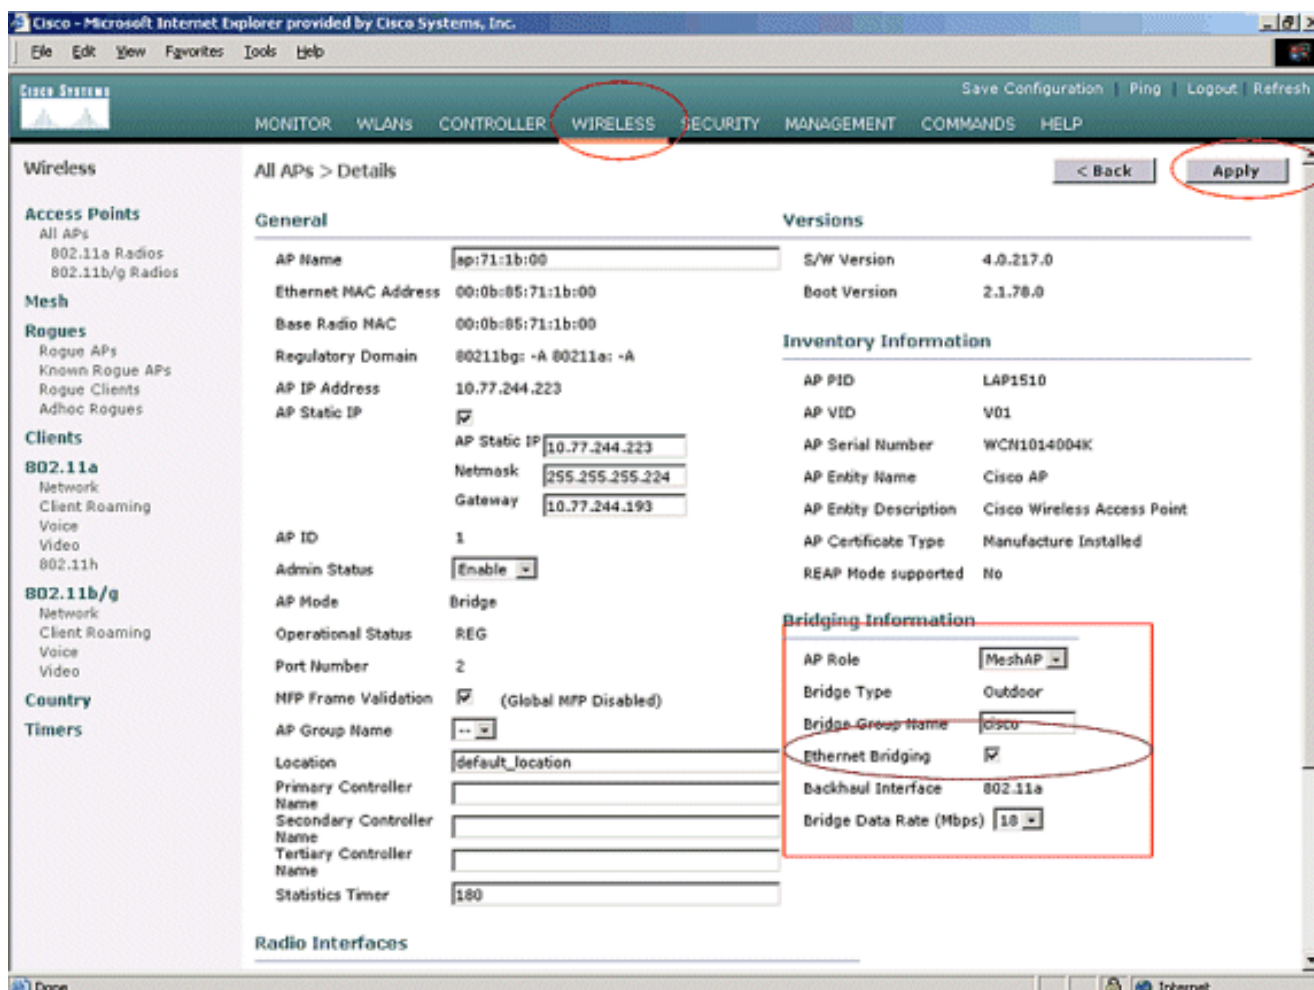 Cisco - Microsoft Internet Explorer provided by Cisco Systems, Inc.
File Edit View Favorites Tools Help
Cisco Systems
Save Configuration | Ping | Logout | Refresh
MONITOR WLANs CONTROLLER WIRELESS SECURITY MANAGEMENT COMMANDS HELP
Wireless
Access Points
All APs
802.11a Radios
802.11b/g Radios
Mesh
Rogues
Rogue APs
Known Rogue APs
Rogue Clients
Adhoc Rogues
Clients
802.11a
Network
Client Roaming
Voice
Video
802.11h
802.11b/g
Network
Client Roaming
Voice
Video
Country
Timers
All APs > Details
< Back
Apply
General
AP Name ap:71:1b:00
Ethernet MAC Address 00:0b:85:71:1b:00
Base Radio MAC 00:0b:85:71:1b:00
Regulatory Domain 80211bg: -A 80211a: -A
AP IP Address 10.77.244.223
AP Static IP
AP Static IP 10.77.244.223
Netmask 255.255.255.224
Gateway 10.77.244.193
AP ID 1
Admin Status Enable
AP Mode Bridge
Operational Status REG
Port Number 2
MFP Frame Validation (Global MFP Disabled)
AP Group Name --
Location default_location
Primary Controller Name
Secondary Controller Name
Tertiary Controller Name
Statistics Timer 180
Radio Interfaces
Versions
S/W Version 4.0.217.0
Boot Version 2.1.78.0
Inventory Information
AP PID LAP1510
AP VID V01
AP Serial Number WCN1014004K
AP Entity Name Cisco AP
AP Entity Description Cisco Wireless Access Point
AP Certificate Type Manufacture Installed
REAP Mode supported No
Bridging Information
AP Role MeshAP
Bridge Type Outdoor
Bridge Group Name cisco
Ethernet Bridging
Backhaul Interface 802.11a
Bridge Data Rate (Mbps) 18
Done
Internet